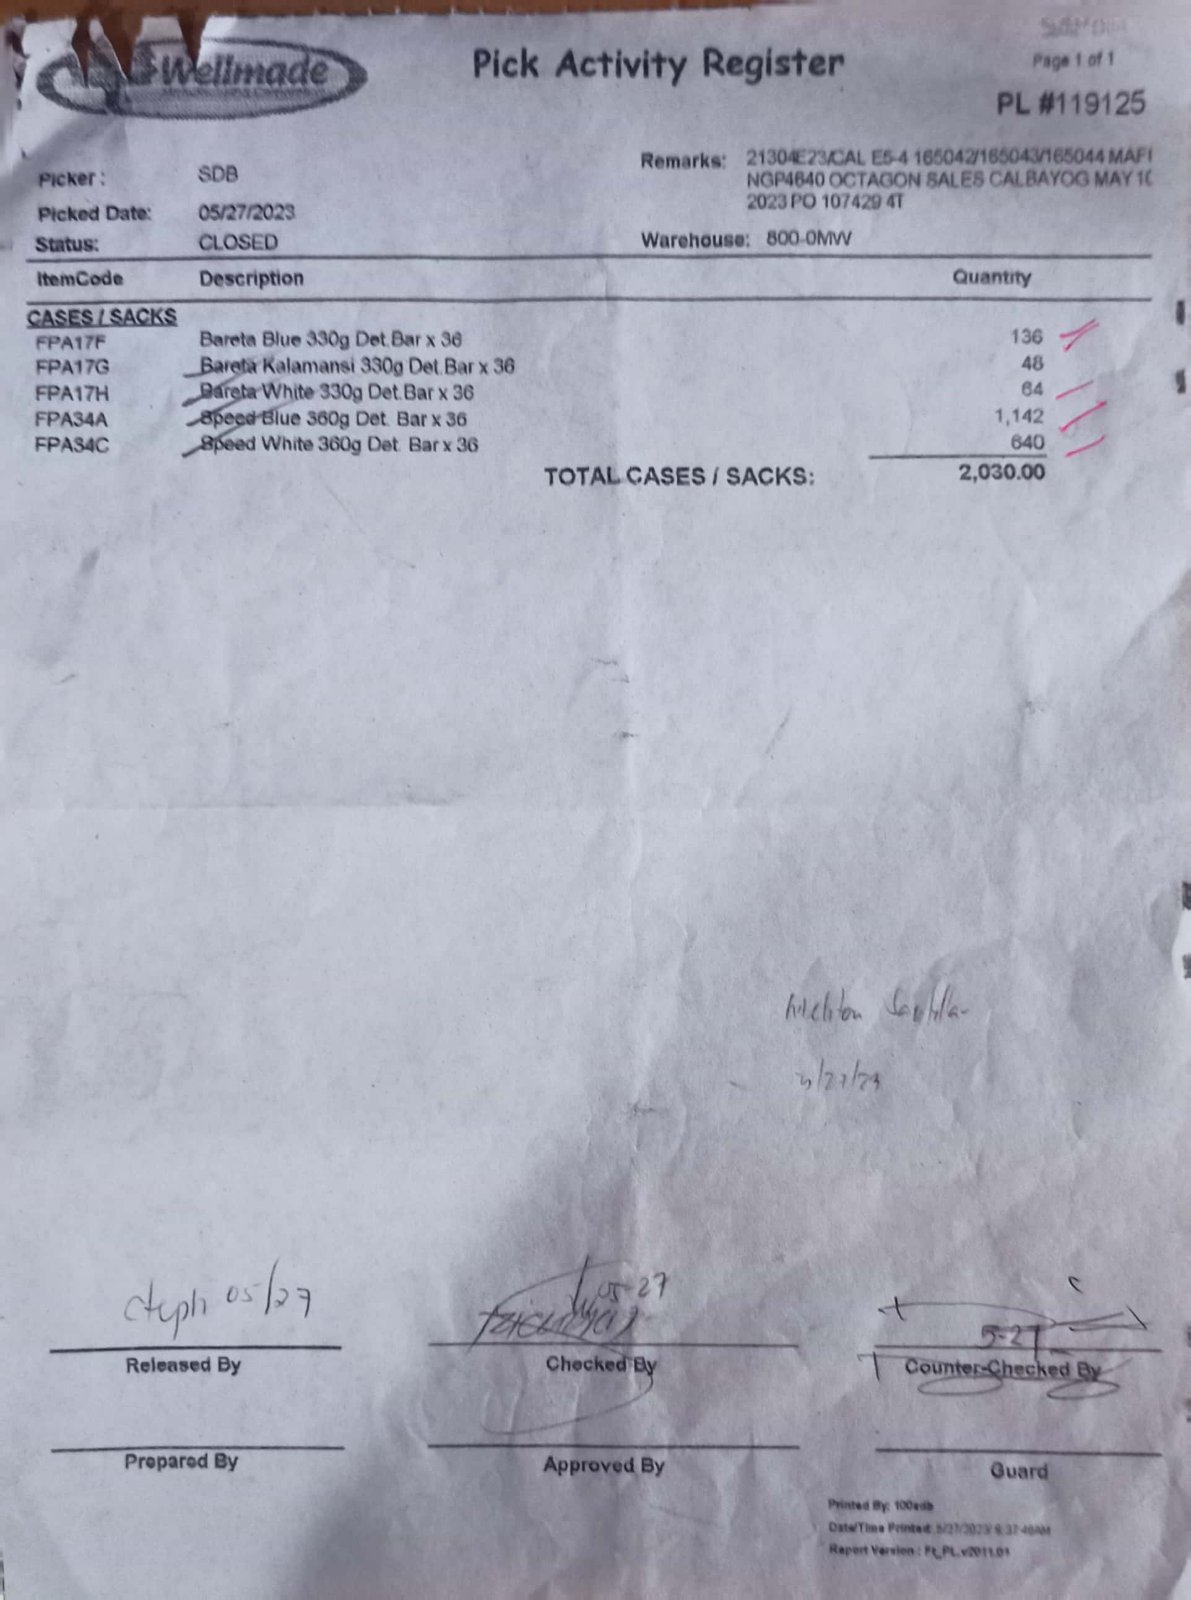 Wellmade
Pick Activity Register
Page 1 of 1
PL #119125
Picker : SDB
Remarks: 21304E23/CAL E5-4 165042/165043/165044 MAFI
NGP4640 OCTAGON SALES CALBAYOG MAY 10
2023 PO 107429 4T
Picked Date: 05/27/2023
Status: CLOSED
Warehouse: 800-0MW
ItemCode Description Quantity
CASES / SACKS
FPA17F Bareta Blue 330g Det.Bar x 36 136
FPA17G Bareta Kalamansi 330g Det.Bar x 36 48
FPA17H Bareta White 330g Det.Bar x 36 64
FPA34A Speed Blue 360g Det. Bar x 36 1,142
FPA34C Speed White 360g Det. Bar x 36 640
TOTAL CASES / SACKS: 2,030.00
5/27/23
05/27 05-27 5-27
Released By Checked By Counter-Checked By
Prepared By Approved By Guard
Printed By: 100edb
Date/Time Printed: 5/27/2023 9:37:46AM
Report Version : Ft_PL.v2011.01